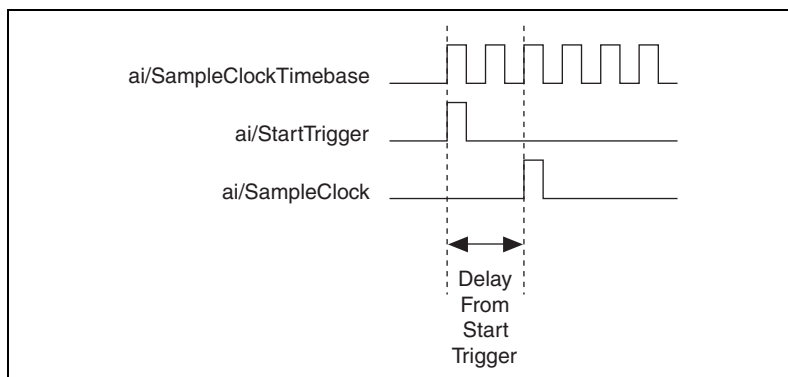 ai/SampleClockTimebase
ai/StartTrigger
ai/SampleClock
Delay
From
Start
Trigger